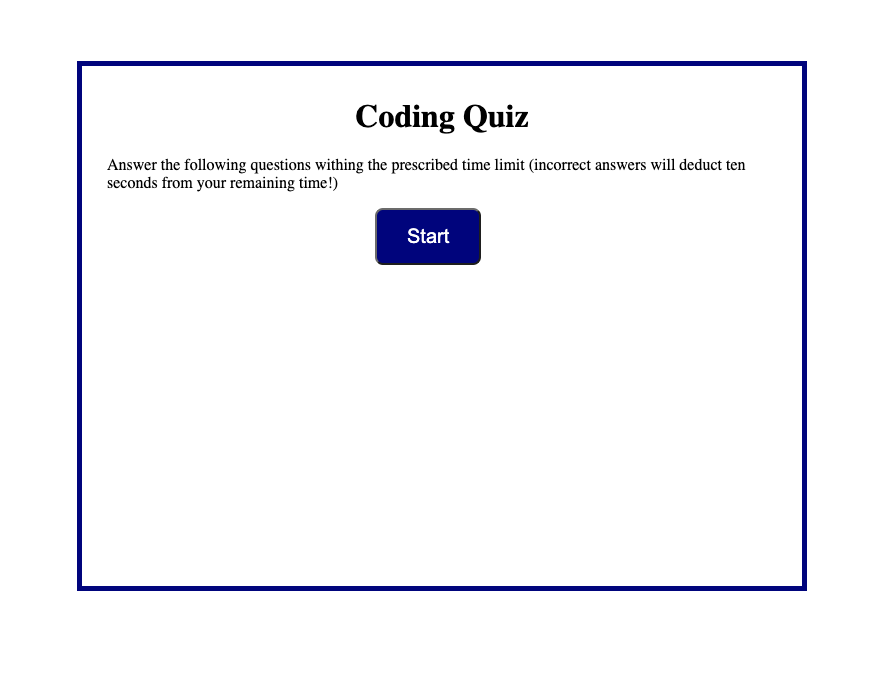 Coding Quiz
Answer the following questions withing the prescribed time limit (incorrect answers will deduct ten
seconds from your remaining time!)
Start